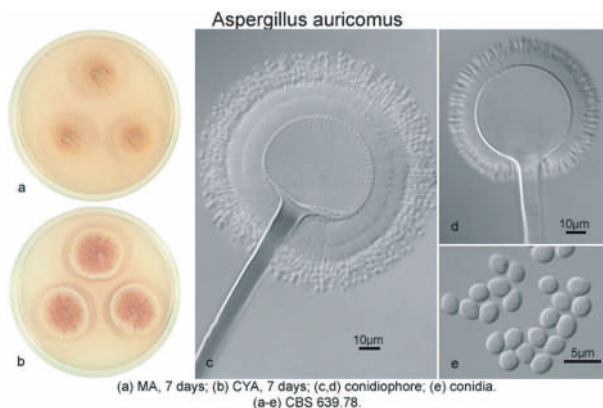 Aspergillus auricomus
a
b
c
10µm
d
10µm
e
5µm
(a) MA, 7 days; (b) CYA, 7 days; (c,d) conidiophore; (e) conidia.
(a-e) CBS 639.78.